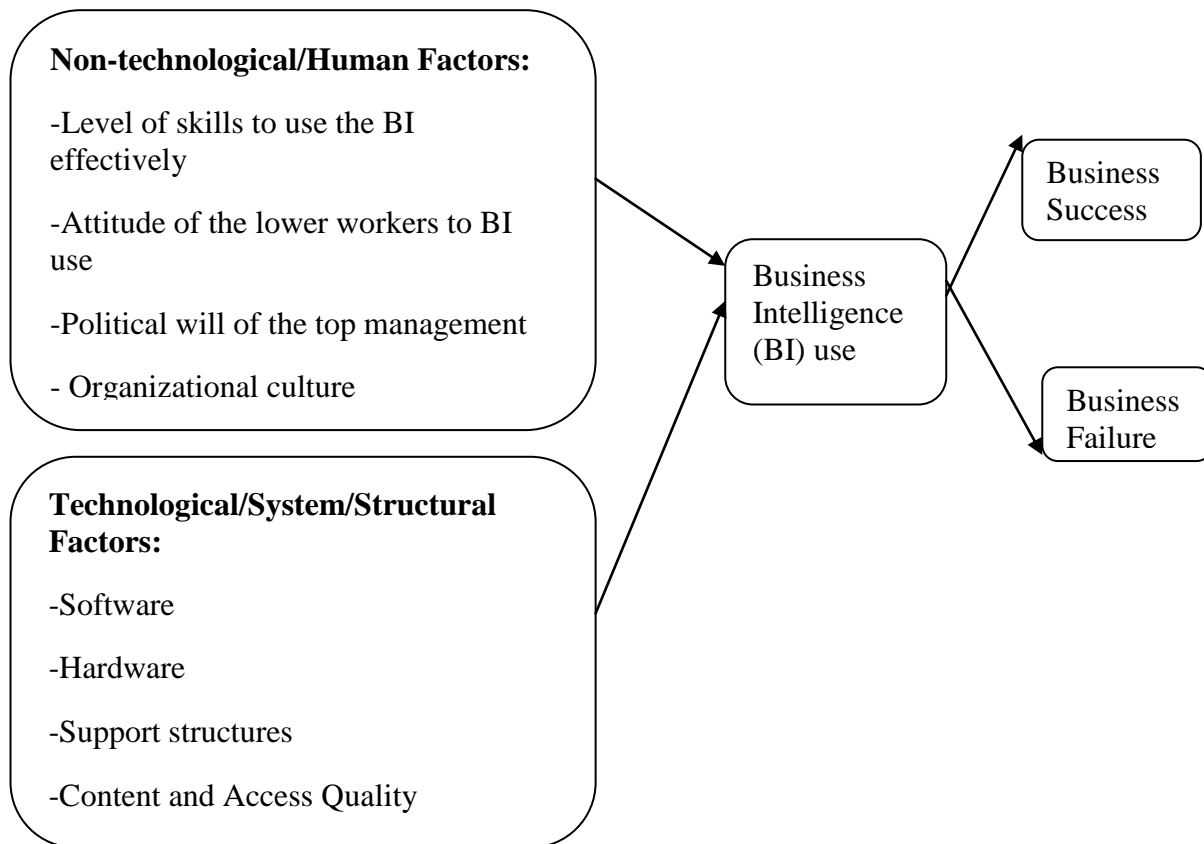 Non-technological/Human Factors:
-Level of skills to use the BI
effectively
-Attitude of the lower workers to BI
use
-Political will of the top management
- Organizational culture
Technological/System/Structural
Factors:
-Software
-Hardware
-Support structures
-Content and Access Quality
Business
Intelligence
(BI) use
Business
Success
Business
Failure